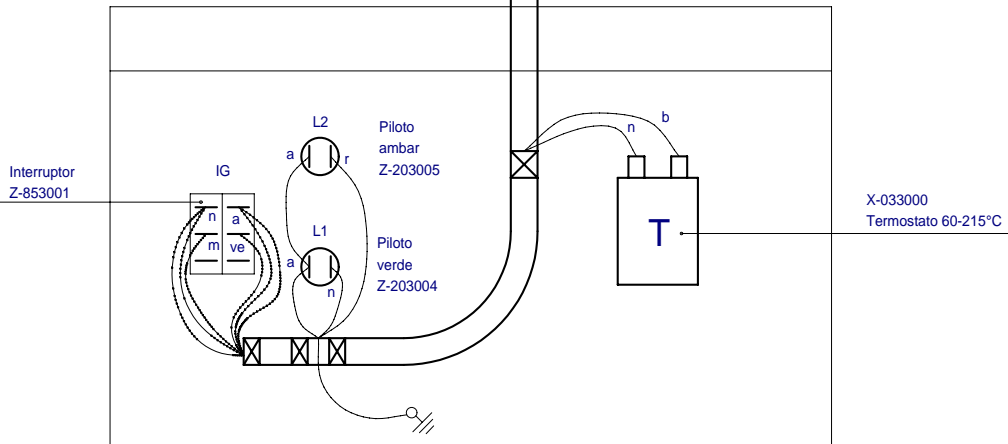 L2
Piloto
ambar
Z-203005
a
r
n
b
Interruptor
Z-853001
IG
n
a
m
ve
L1
a
n
Piloto
verde
Z-203004
T
X-033000
Termostato 60-215°C